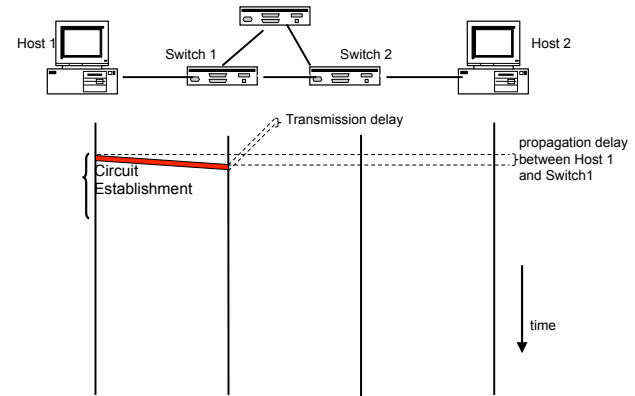 Host 1
Switch 1
Switch 2
Host 2
Transmission delay
propagation delay
between Host 1
and Switch1
Circuit
Establishment
time